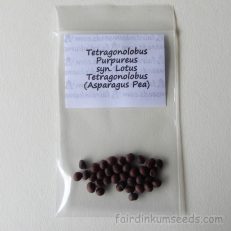 Tetragonolobus
Purpureus
syn. Lotus
Tetragonolobus
(Asparagus Pea)
fairdinkumseeds.com